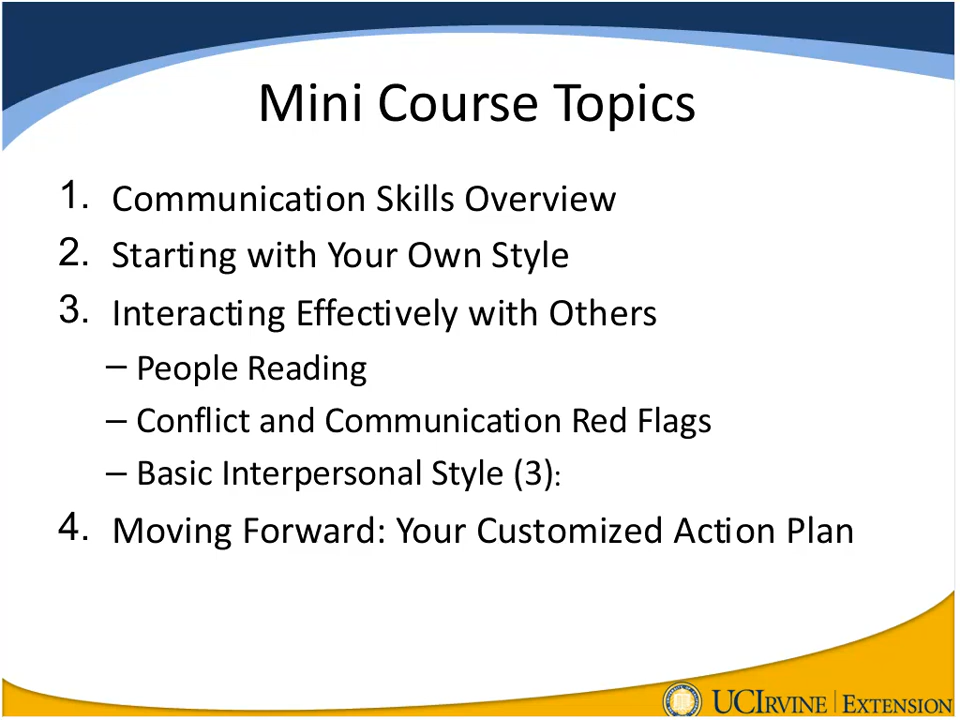 Mini Course Topics
1. Communication Skills Overview
2. Starting with Your Own Style
3. Interacting Effectively with Others
– People Reading
– Conflict and Communication Red Flags
– Basic Interpersonal Style (3):
4. Moving Forward: Your Customized Action Plan
UCIRVINE | EXTENSION